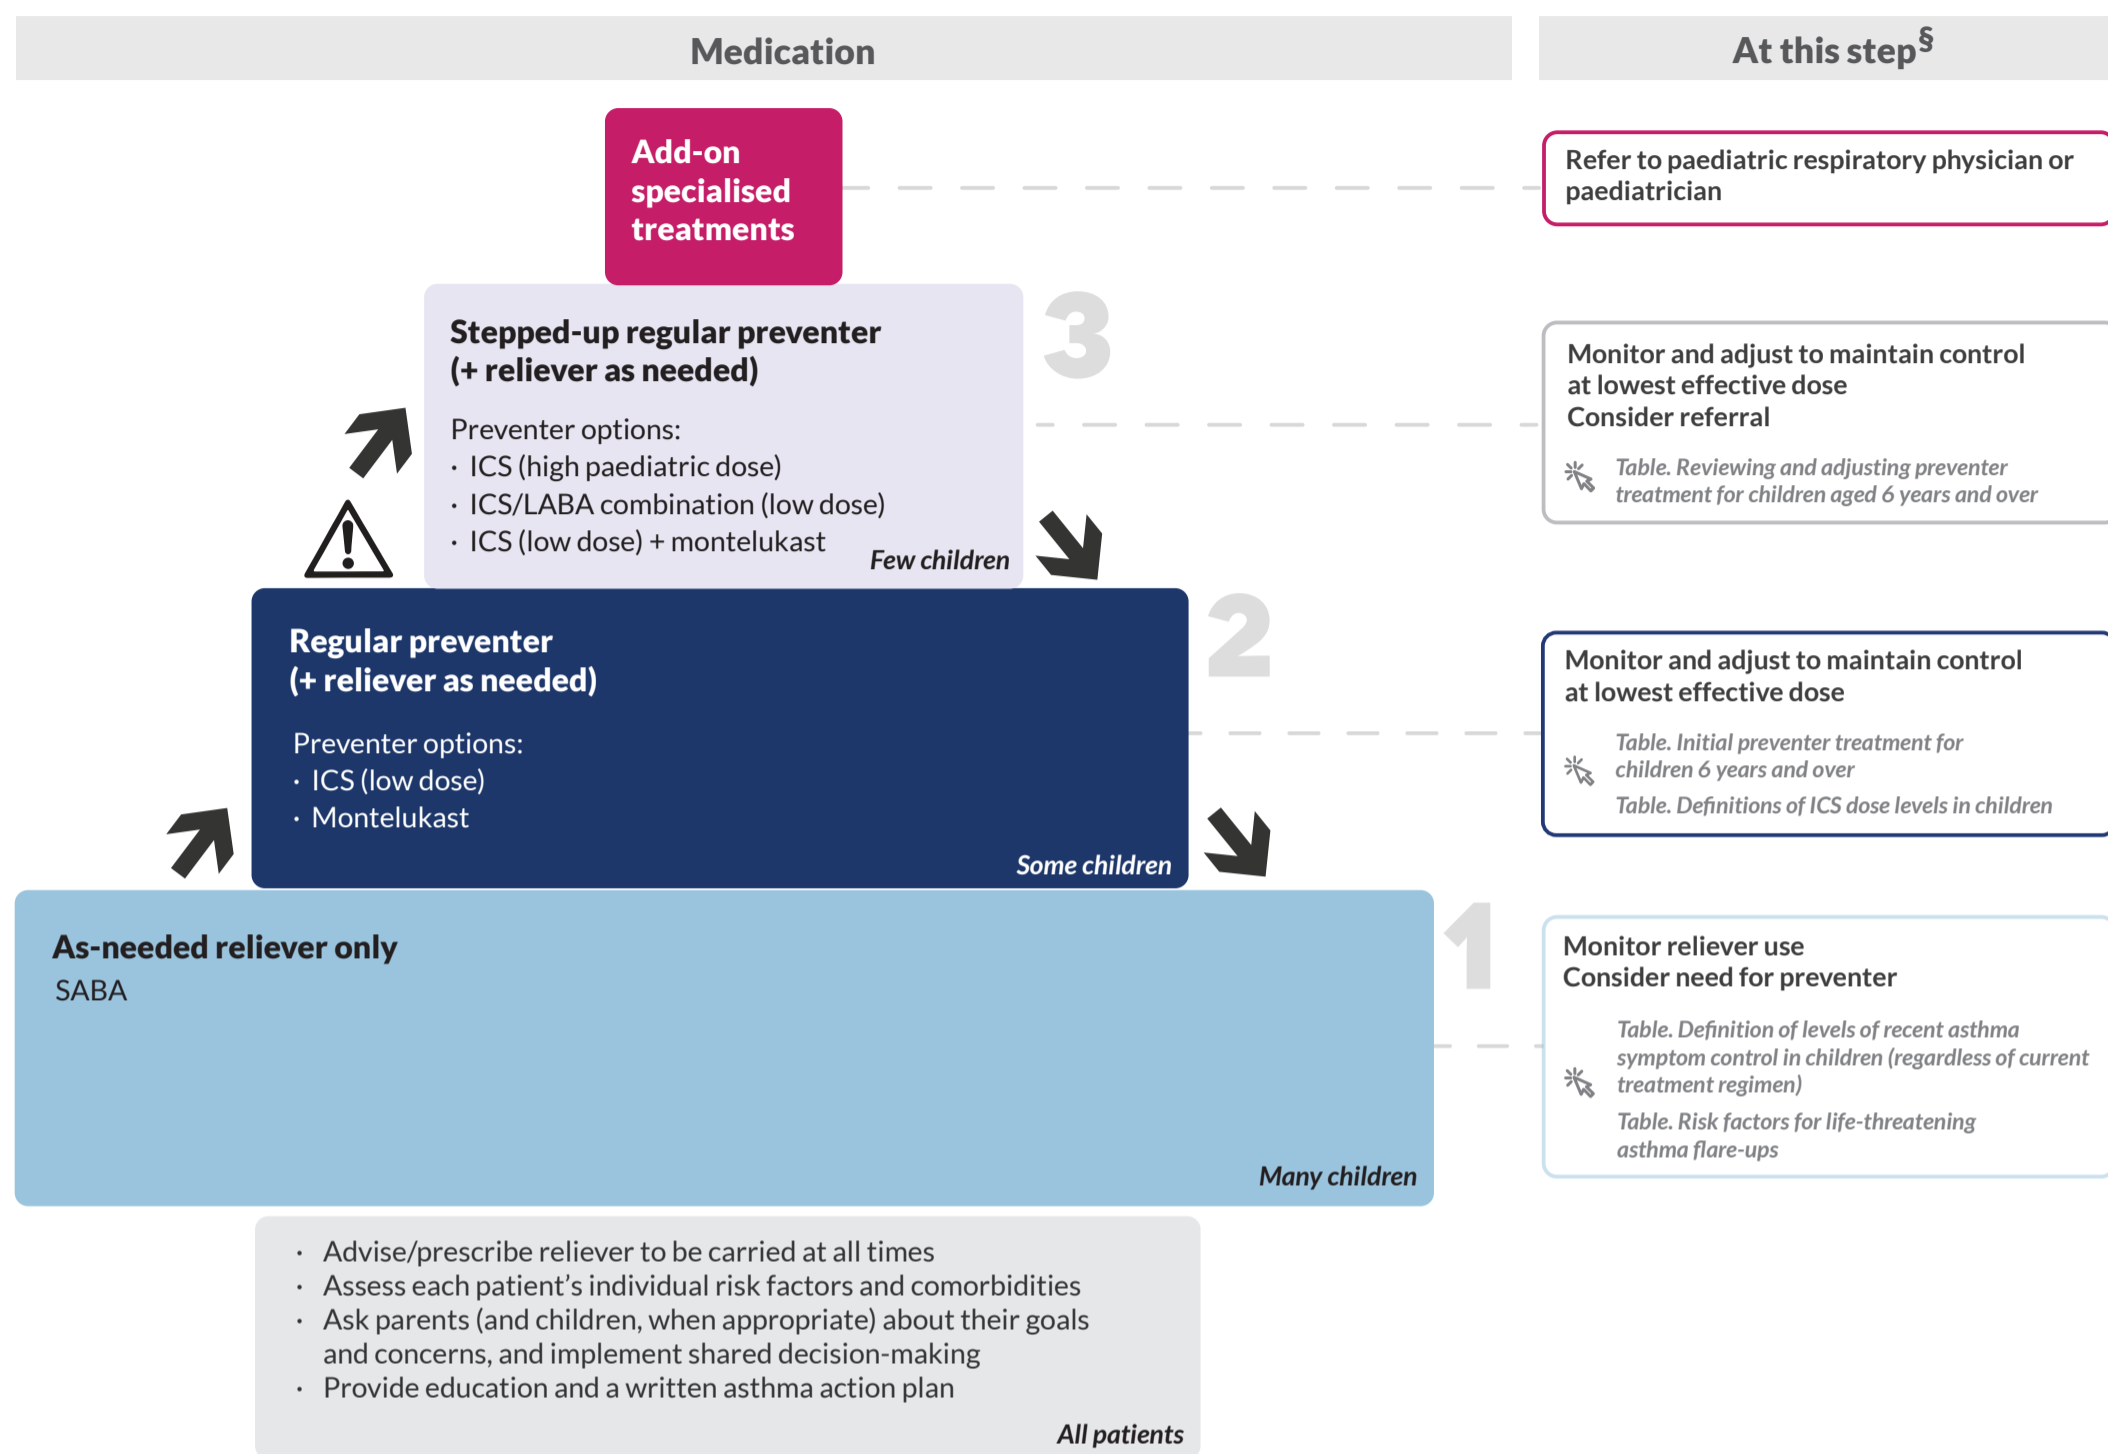 Medication
At this step§
Add-on
specialised
treatments
Refer to paediatric respiratory physician or
paediatrician
Stepped-up regular preventer
(+ reliever as needed)
Preventer options:
· ICS (high paediatric dose)
· ICS/LABA combination (low dose)
· ICS (low dose) + montelukast
Few children
3
Monitor and adjust to maintain control
at lowest effective dose
Consider referral
Table. Reviewing and adjusting preventer
treatment for children aged 6 years and over
Regular preventer
(+ reliever as needed)
Preventer options:
· ICS (low dose)
· Montelukast
Some children
2
Monitor and adjust to maintain control
at lowest effective dose
Table. Initial preventer treatment for
children 6 years and over
Table. Definitions of ICS dose levels in children
As-needed reliever only
SABA
Many children
1
Monitor reliever use
Consider need for preventer
Table. Definition of levels of recent asthma
symptom control in children (regardless of current
treatment regimen)
Table. Risk factors for life-threatening
asthma flare-ups
· Advise/prescribe reliever to be carried at all times
· Assess each patient's individual risk factors and comorbidities
· Ask parents (and children, when appropriate) about their goals
and concerns, and implement shared decision-making
· Provide education and a written asthma action plan
All patients